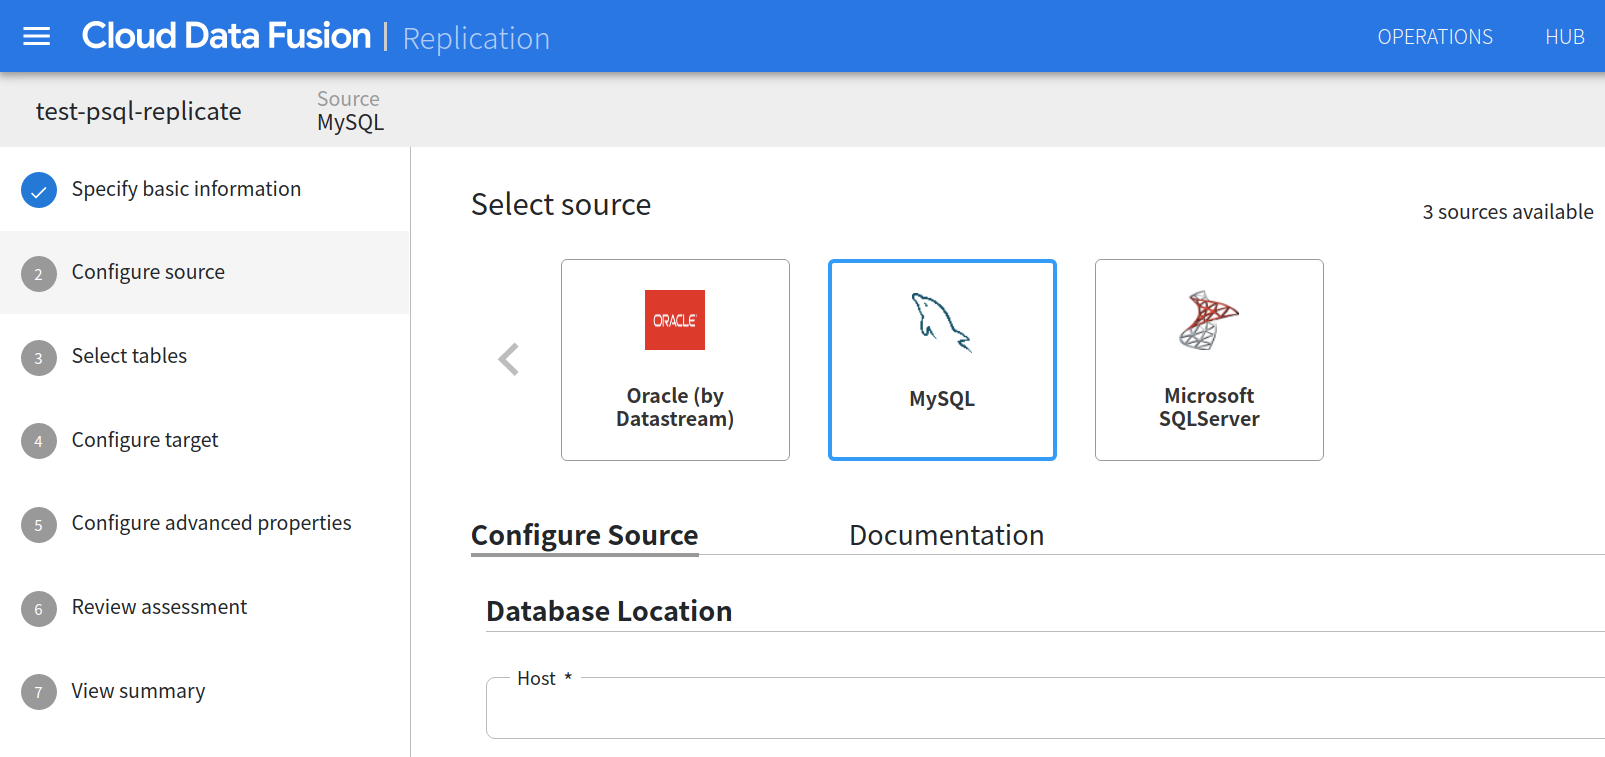 Cloud Data Fusion | Replication
OPERATIONS
HUB
test-psql-replicate
Source
MySQL
Specify basic information
2 Configure source
3 Select tables
4 Configure target
5 Configure advanced properties
6 Review assessment
7 View summary
Select source
3 sources available
ORACLE
Oracle (by
Datastream)
MySQL
Microsoft
SQLServer
Configure Source
Documentation
Database Location
Host *